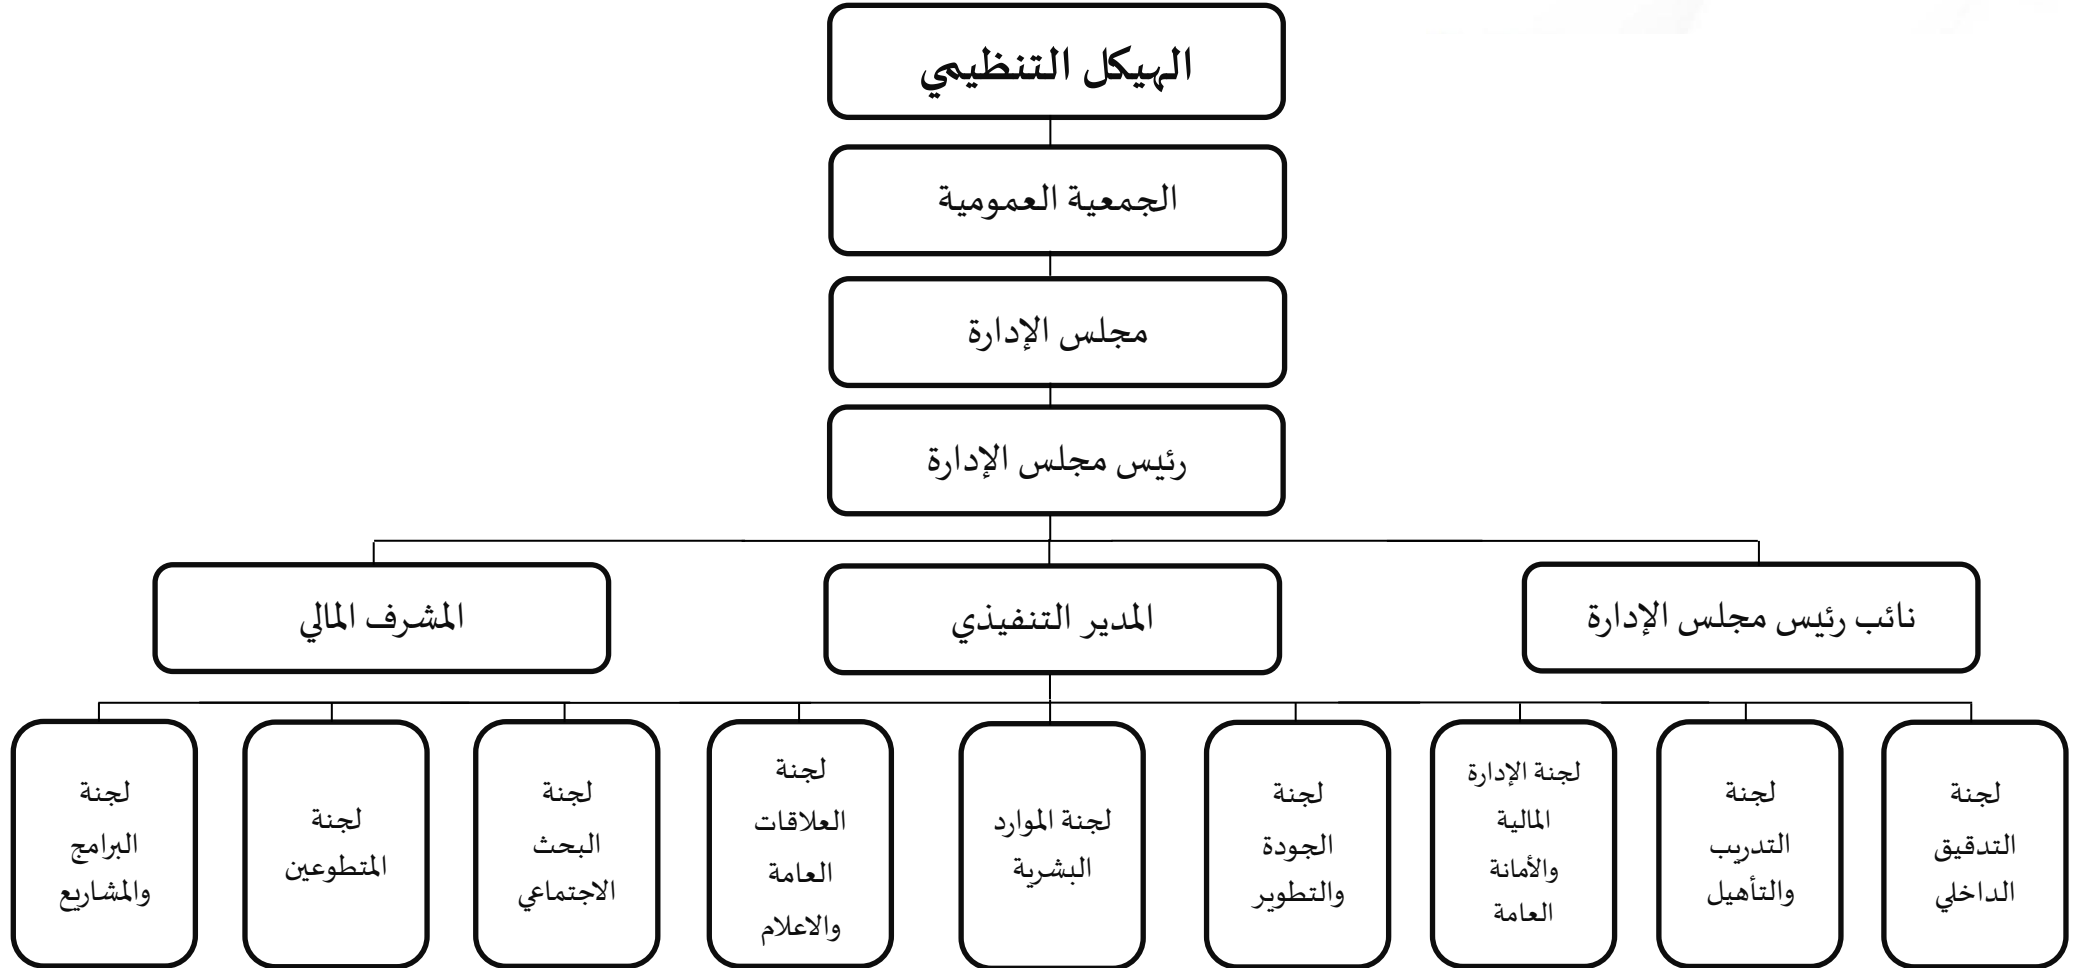 الهيكل التنظيمي
الجمعية العمومية
مجلس الإدارة
رئيس مجلس الإدارة
نائب رئيس مجلس الإدارة
المدير التنفيذي
المشرف المالي
لجنة
التدقيق
الداخلي
لجنة
التدريب
والتأهيل
لجنة الإدارة
المالية
والأمانة
العامة
لجنة
الجودة
والتطوير
لجنة الموارد
البشرية
لجنة
العلاقات
العامة
والاعلام
لجنة
البحث
الاجتماعي
لجنة
المتطوعين
لجنة
البرامج
والمشاريع